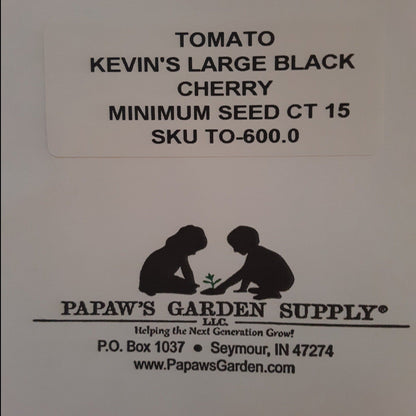 TOMATO
KEVIN'S LARGE BLACK
CHERRY
MINIMUM SEED CT 15
SKU TO-600.0
PAPAW'S GARDEN SUPPLY®
LLC.
Helping the Next Generation Grow!
P.O. Box 1037 • Seymour, IN 47274
www.PapawsGarden.com